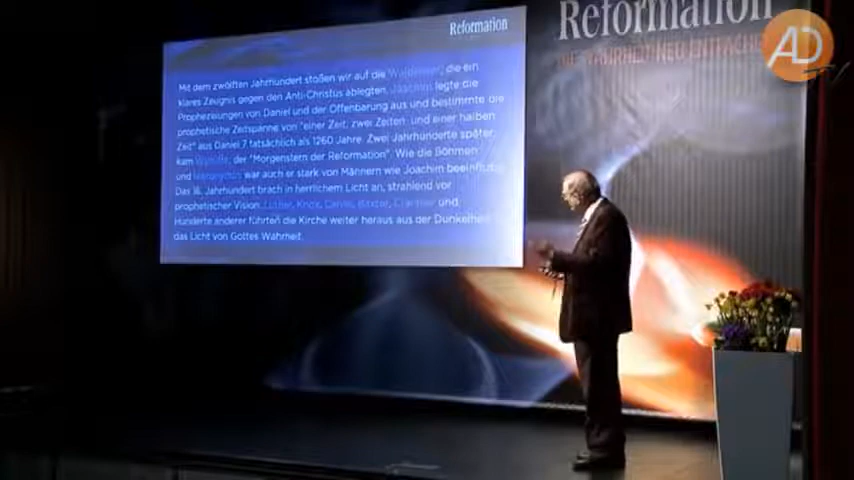 Reformation
Reformation
DIE WAHRHEIT NEU ENTFACHT
AD
TV
Mit dem zwölften Jahrhundert stoßen wir auf die Waldenser, die ein
klares Zeugnis gegen den Anti-Christus ablegten. Joachim legte die
Prophezeiungen von Daniel und der Offenbarung aus und bestimmte die
prophetische Zeitspanne von "einer Zeit, zwei Zeiten und einer halben
Zeit" aus Daniel 7 tatsächlich als 1260 Jahre. Zwei Jahrhunderte später
kam Wycliffe, der "Morgenstern der Reformation". Wie die Böhmen
und war auch er stark von Männern wie Joachim beeinflusst.
Das 16. Jahrhundert brach in herrlichem Licht an, strahlend vor
prophetischer Vision. Luther, Knox, Calvin, Baxter, Cranmer und
Hunderte anderer führten die Kirche weiter heraus aus der Dunkelheit
das Licht von Gottes Wahrheit.